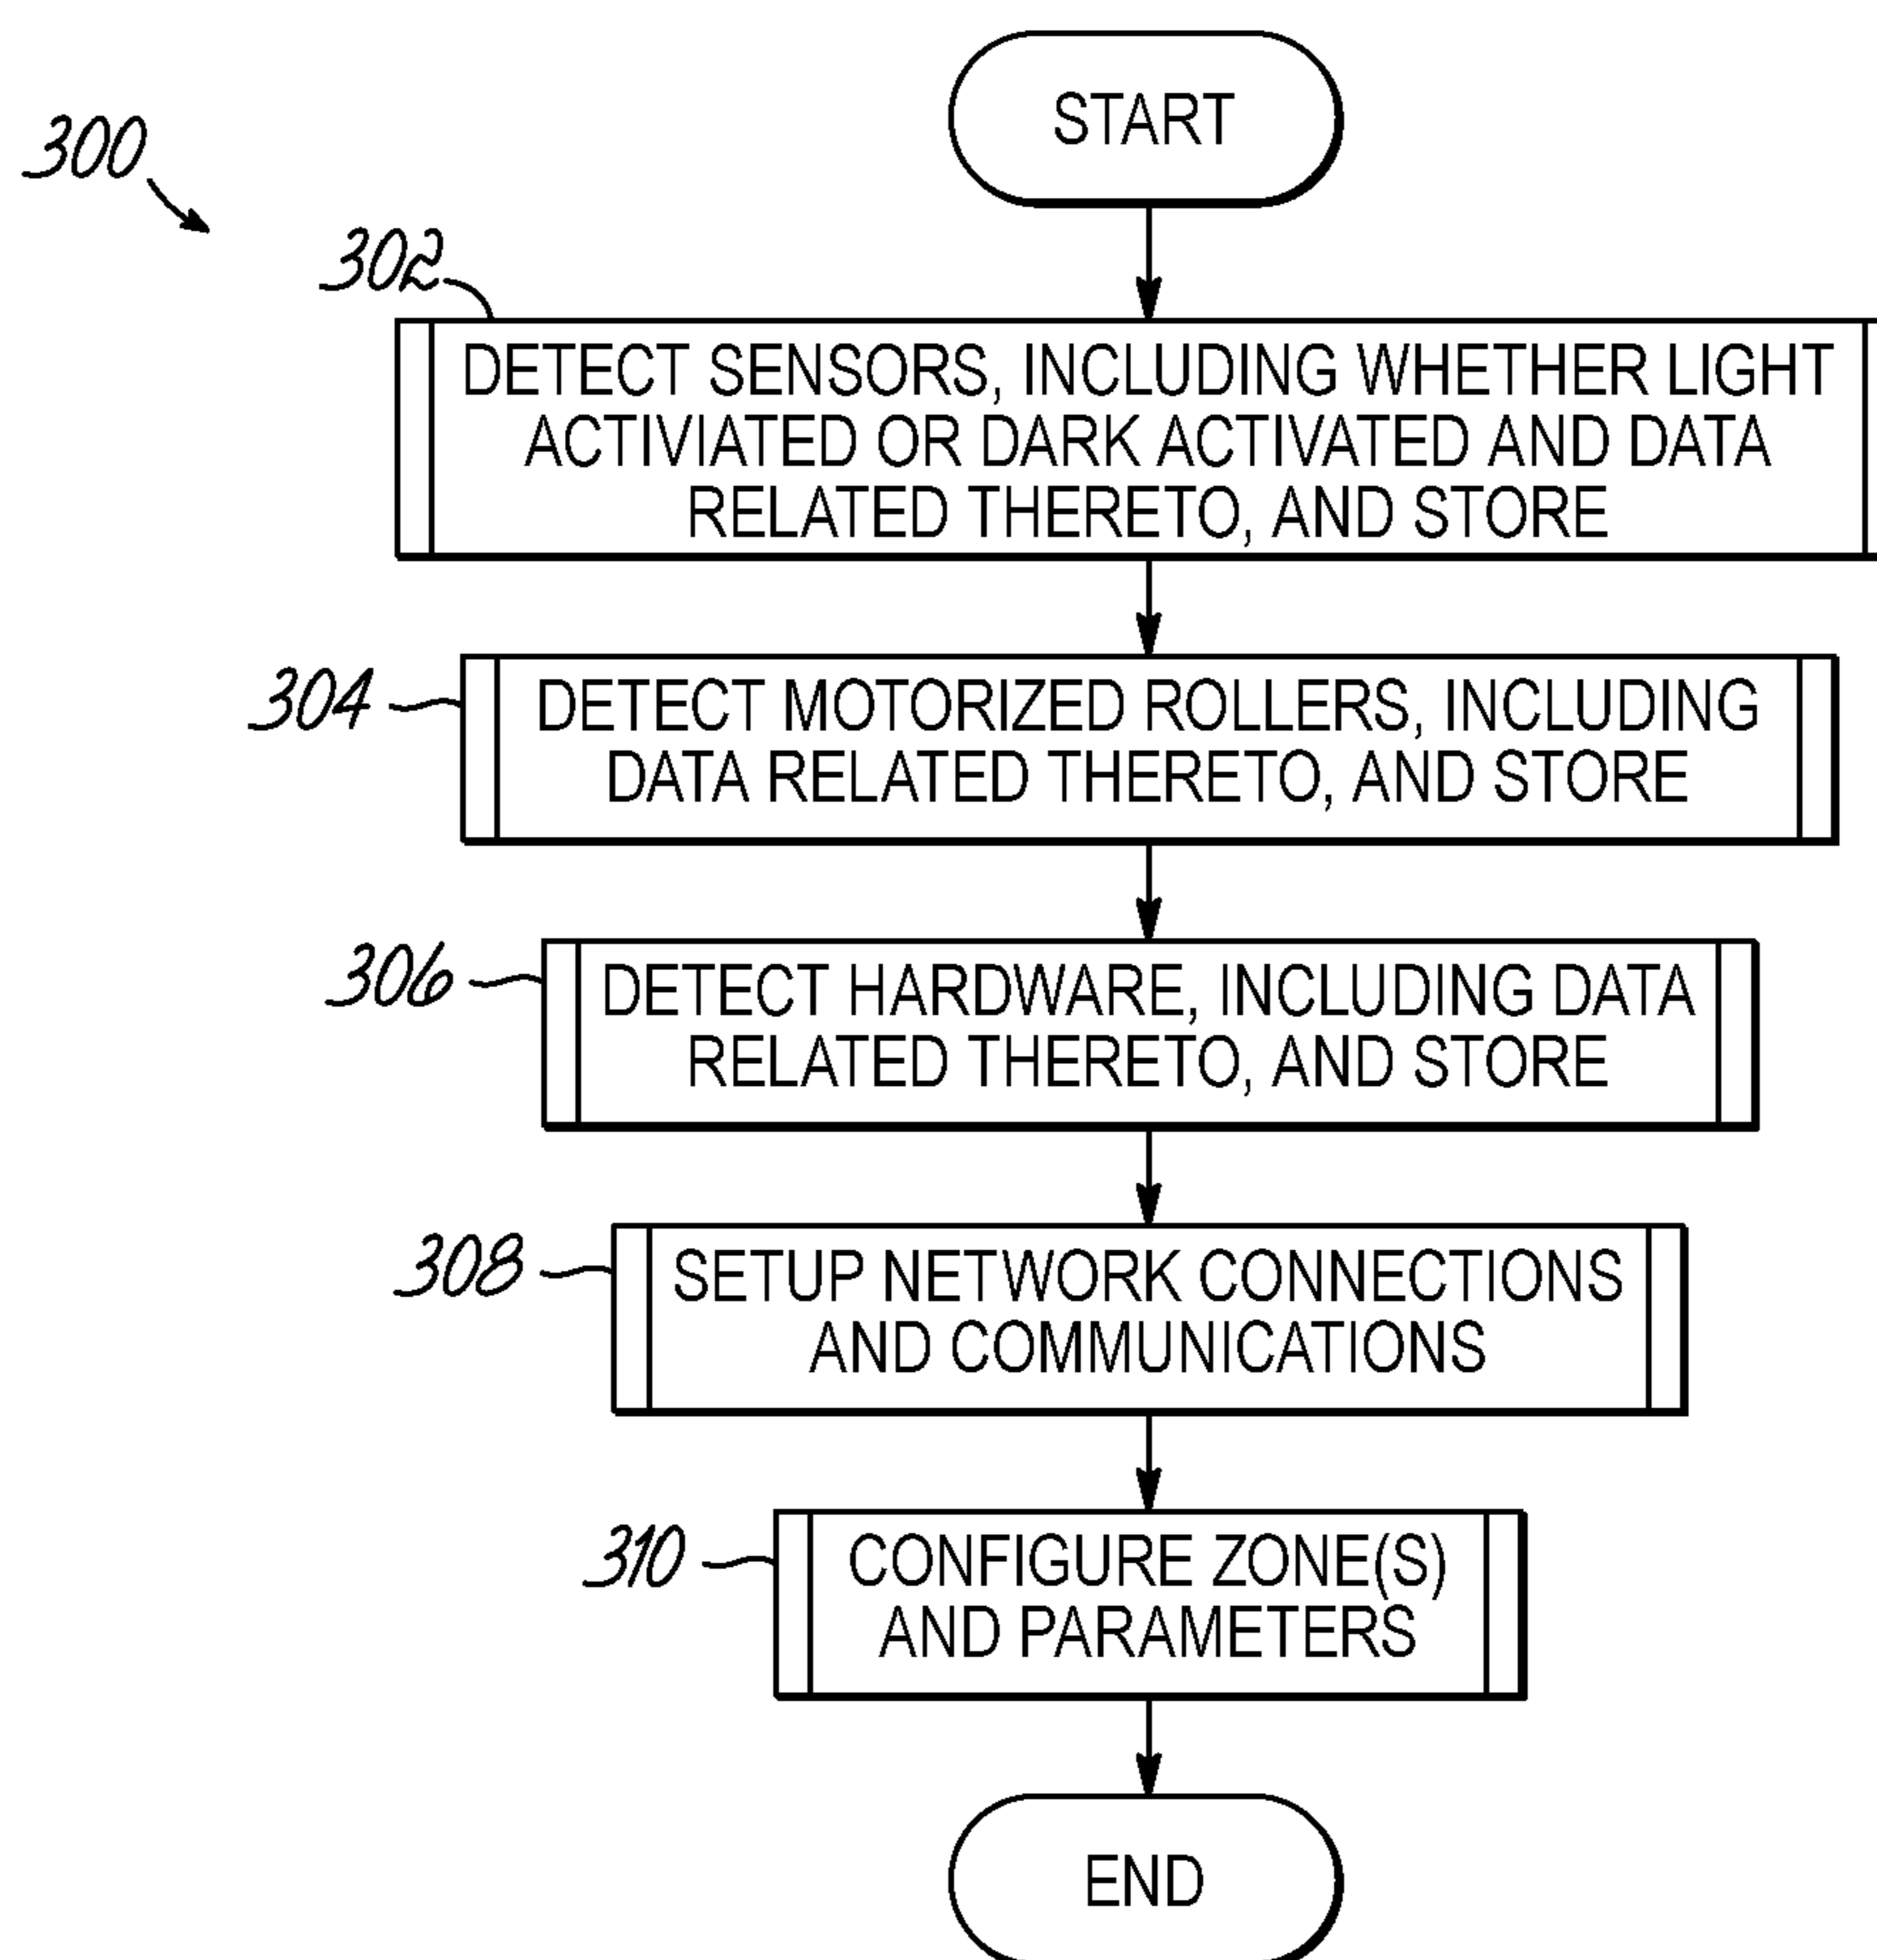 START
300
302
DETECT SENSORS, INCLUDING WHETHER LIGHT
ACTIVIATED OR DARK ACTIVATED AND DATA
RELATED THERETO, AND STORE
304
DETECT MOTORIZED ROLLERS, INCLUDING
DATA RELATED THERETO, AND STORE
306
DETECT HARDWARE, INCLUDING DATA
RELATED THERETO, AND STORE
308
SETUP NETWORK CONNECTIONS
AND COMMUNICATIONS
310
CONFIGURE ZONE(S)
AND PARAMETERS
END